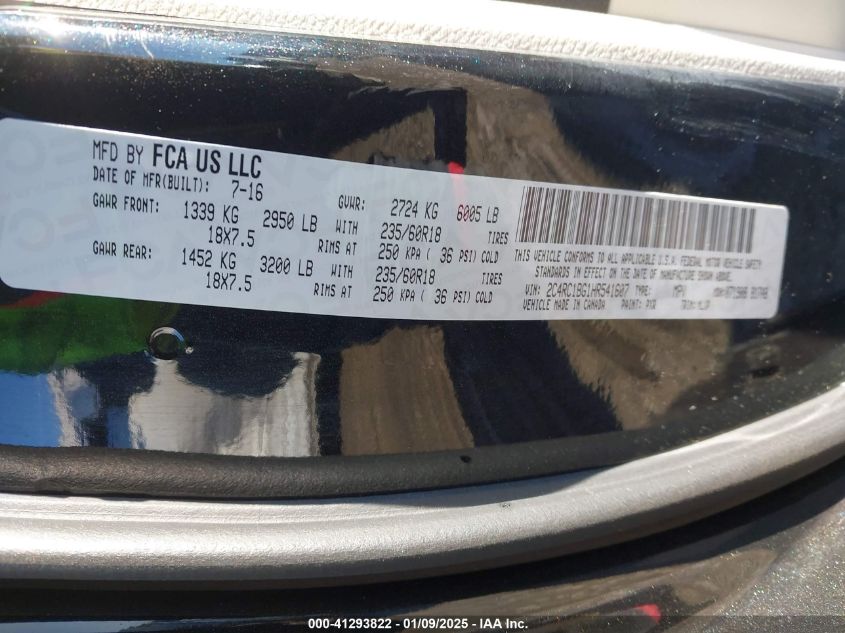 MFD BY FCA US LLC
DATE OF MFR(BUILT): 7-16 GVWR: 2724 KG 6005 LB
GAWR FRONT: 1339 KG 2950 LB WITH 235/60R18 TIRES
18X7.5 RIMS AT 250 KPA ( 36 PSI) COLD
GAWR REAR: 1452 KG 3200 LB WITH 235/60R18 TIRES
18X7.5 RIMS AT 250 KPA ( 36 PSI) COLD
THIS VEHICLE CONFORMS TO ALL APPLICABLE U.S.A. FEDERAL MOTOR VEHICLE SAFETY
STANDARDS IN EFFECT ON THE DATE OF MANUFACTURE SHOWN ABOVE.
VIN: 2C4RC1BG1HR541607 TYPE: MPV MDH:
VEHICLE MADE IN CANADA PAINT: PXR TRIM:
000-41293822 - 01/09/2025 - IAA Inc.